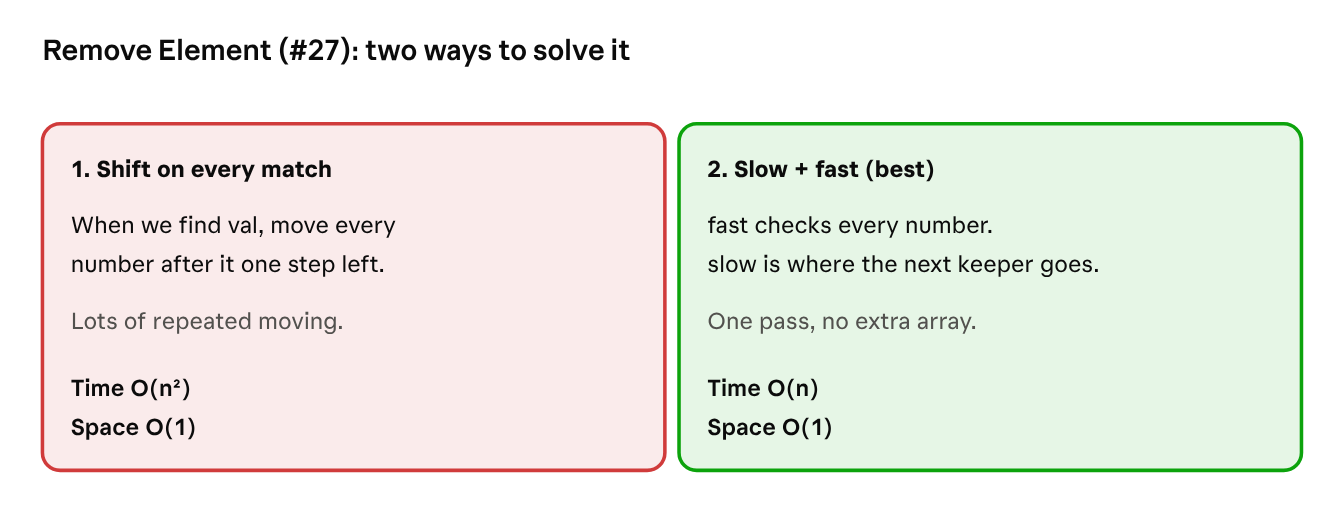 Remove Element (#27): two ways to solve it
1. Shift on every match
When we find val, move every
number after it one step left.
Lots of repeated moving.
Time O(n²)
Space O(1)
2. Slow + fast (best)
fast checks every number.
slow is where the next keeper goes.
One pass, no extra array.
Time O(n)
Space O(1)